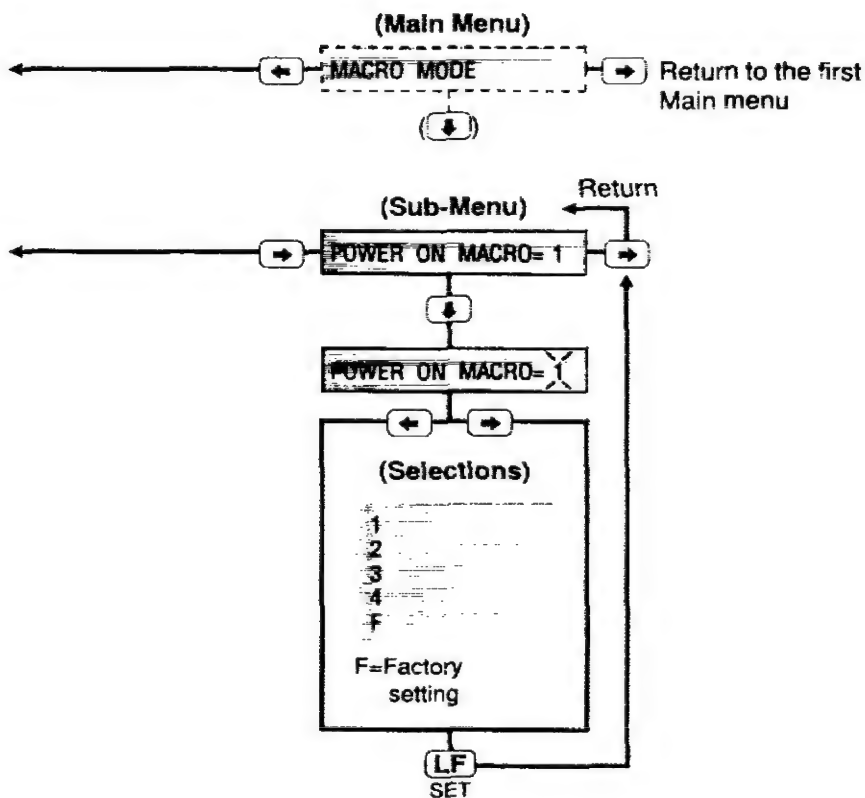 (Main Menu)
MACRO MODE
Return to the first
Main menu
Return
(Sub-Menu)
POWER ON MACRO= 1
POWER ON MACRO= 1
(Selections)
1
2
3
4
F
F=Factory
setting
LF
SET